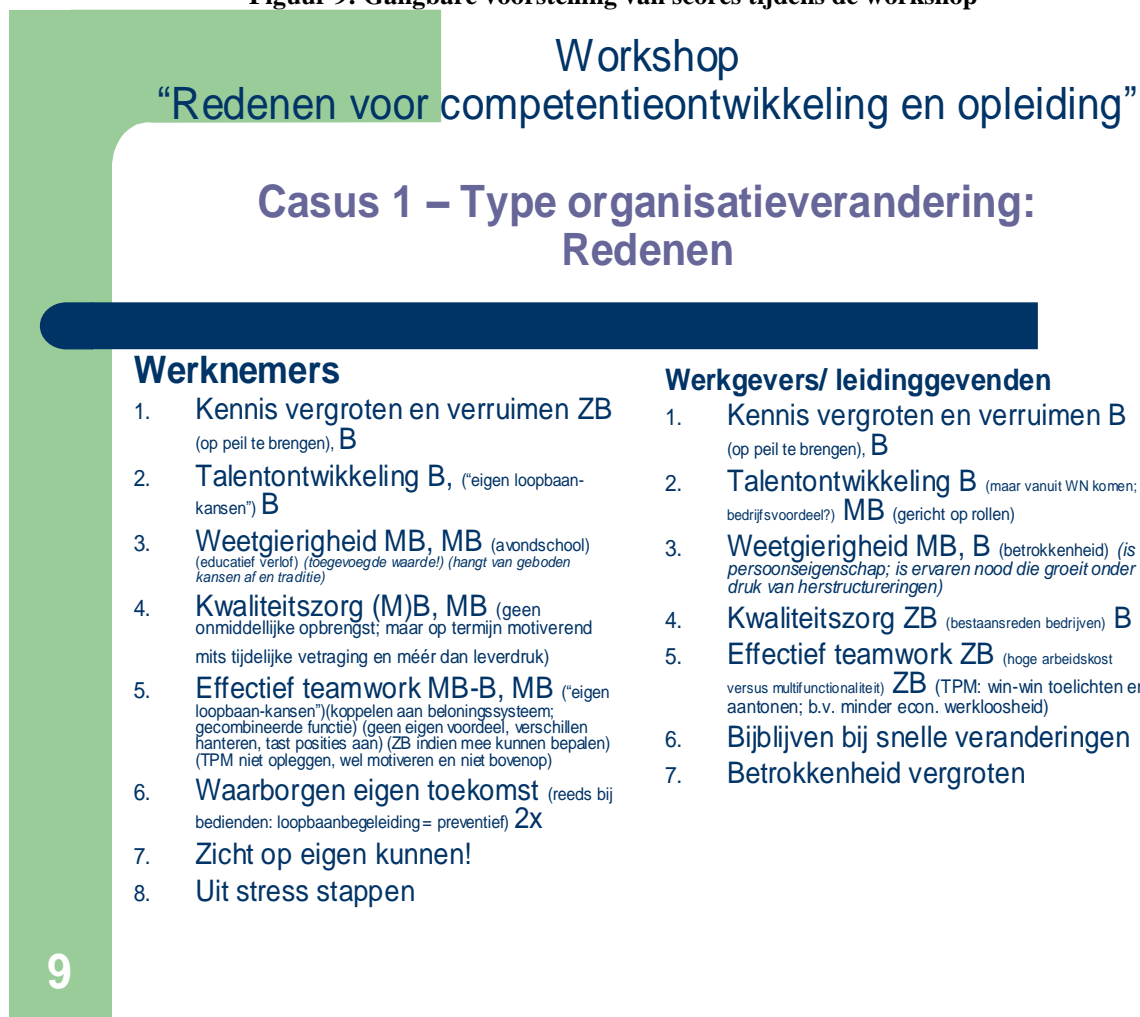 Figuur 9: Gangbare voorstelling van scores tijdens de workshop
Workshop
“Redenen voor competentieontwikkeling en opleiding”
Casus 1 – Type organisatieverandering:
Redenen
Werknemers
1. Kennis vergroten en verruimen ZB
(op peil te brengen), B
2. Talentontwikkeling B, (“eigen loopbaan-
kansen”) B
3. Weetgierigheid MB, MB (avondschool)
(educatief verlof) (toegevoegde waarde!) (hangt van geboden
kansen af en traditie)
4. Kwaliteitszorg (M)B, MB (geen
onmiddellijke opbrengst; maar op termijn motiverend
mits tijdelijke vetraging en méér dan leverdruk)
5. Effectief teamwork MB-B, MB (“eigen
loopbaan-kansen”)(koppelen aan beloningssysteem;
gecombineerde functie) (geen eigen voordeel, verschillen
hanteren, tast posities aan) (ZB indien mee kunnen bepalen)
(TPM niet opleggen, wel motiveren en niet bovenop)
6. Waarborgen eigen toekomst (reeds bij
bedienden: loopbaanbegeleiding= preventief) 2x
7. Zicht op eigen kunnen!
8. Uit stress stappen
Werkgevers/ leidinggevenden
1. Kennis vergroten en verruimen B
(op peil te brengen), B
2. Talentontwikkeling B (maar vanuit WN komen;
bedrijfsvoordeel?) MB (gericht op rollen)
3. Weetgierigheid MB, B (betrokkenheid) (is
persoonseigenschap; is ervaren nood die groeit onder
druk van herstructureringen)
4. Kwaliteitszorg ZB (bestaansreden bedrijven) B
5. Effectief teamwork ZB (hoge arbeidskost
versus multifunctionaliteit) ZB (TPM: win-win toelichten en
aantonen; b.v. minder econ. werkloosheid)
6. Bijblijven bij snelle veranderingen
7. Betrokkenheid vergroten
9